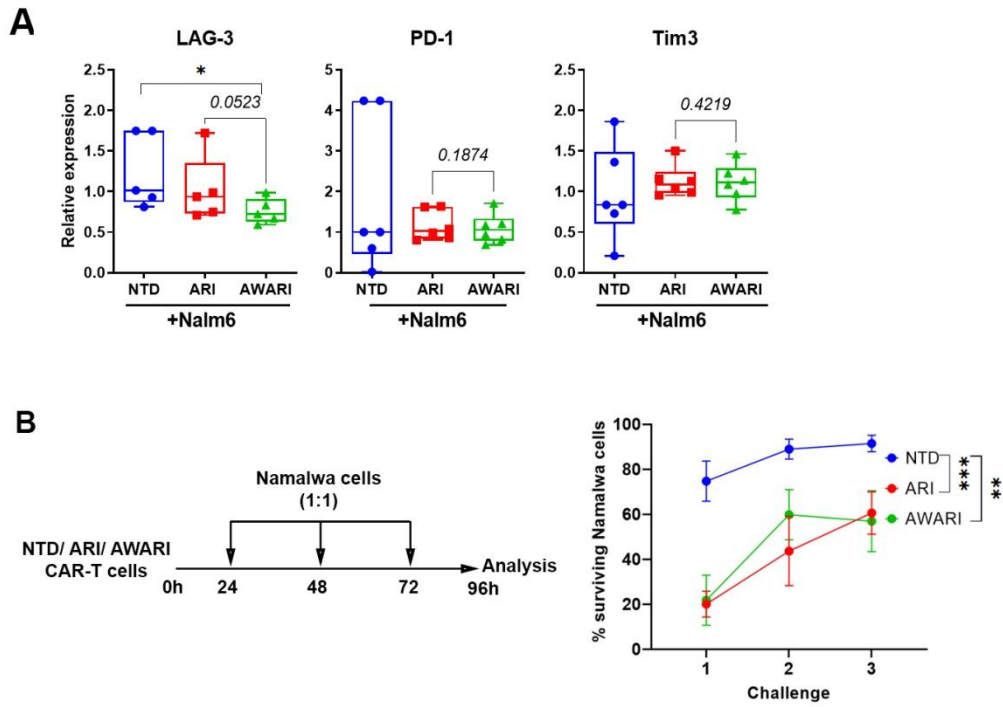 A
LAG-3
PD-1
Tim3
Relative expression
2.5
2.0
1.5
1.0
0.5
0.0
*
0.0523
NTD ARI AWARI
+Nalm6
5
4
3
2
1
0
0.1874
NTD ARI AWARI
+Nalm6
2.5
2.0
1.5
1.0
0.5
0.0
0.4219
NTD ARI AWARI
+Nalm6
B
Namalwa cells
(1:1)
NTD/ ARI/ AWARI
CAR-T cells
0h 24 48 72 96h
Analysis
% surviving Namalwa cells
100
80
60
40
20
0
1 2 3
Challenge
NTD
ARI
AWARI
***
**